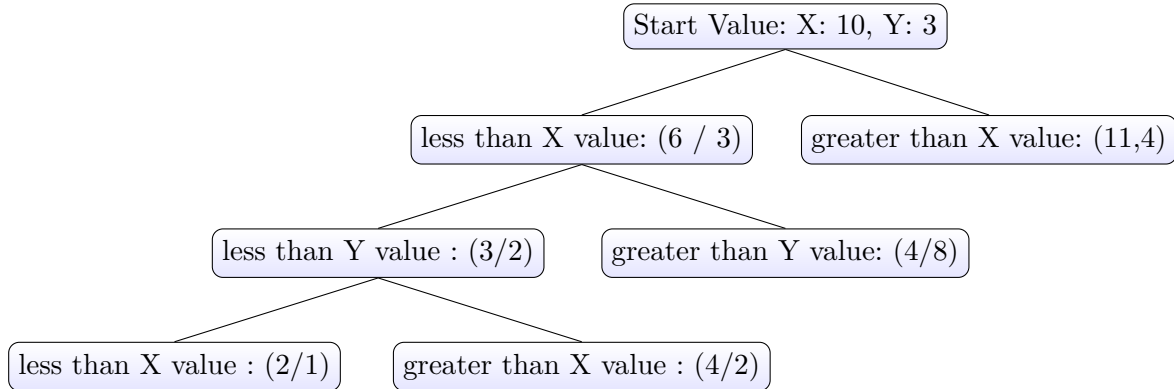 Start Value: X: 10, Y: 3
less than X value: (6 / 3)
greater than X value: (11,4)
less than Y value : (3/2)
greater than Y value: (4/8)
less than X value : (2/1)
greater than X value : (4/2)